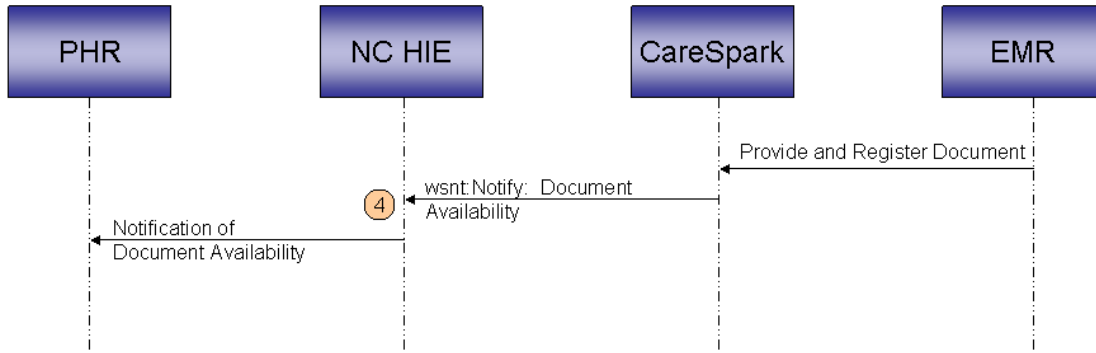 PHR
NC HIE
CareSpark
EMR
Provide and Register Document
wsnt:Notify: Document
Availability
4
Notification of
Document Availability